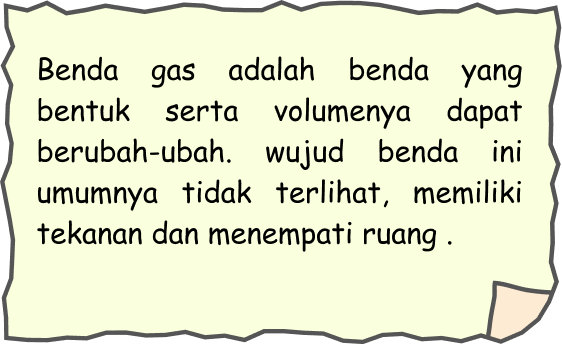 Benda gas adalah benda yang
bentuk serta volumenya dapat
berubah-ubah. wujud benda ini
umumnya tidak terlihat, memiliki
tekanan dan menempati ruang .